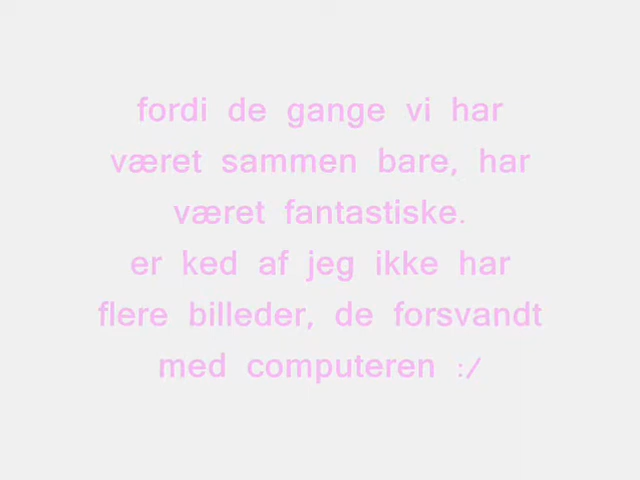 fordi de gange vi har
været sammen bare, har
været fantastiske.
er ked af jeg ikke har
flere billeder, de forsvandt
med computeren :/